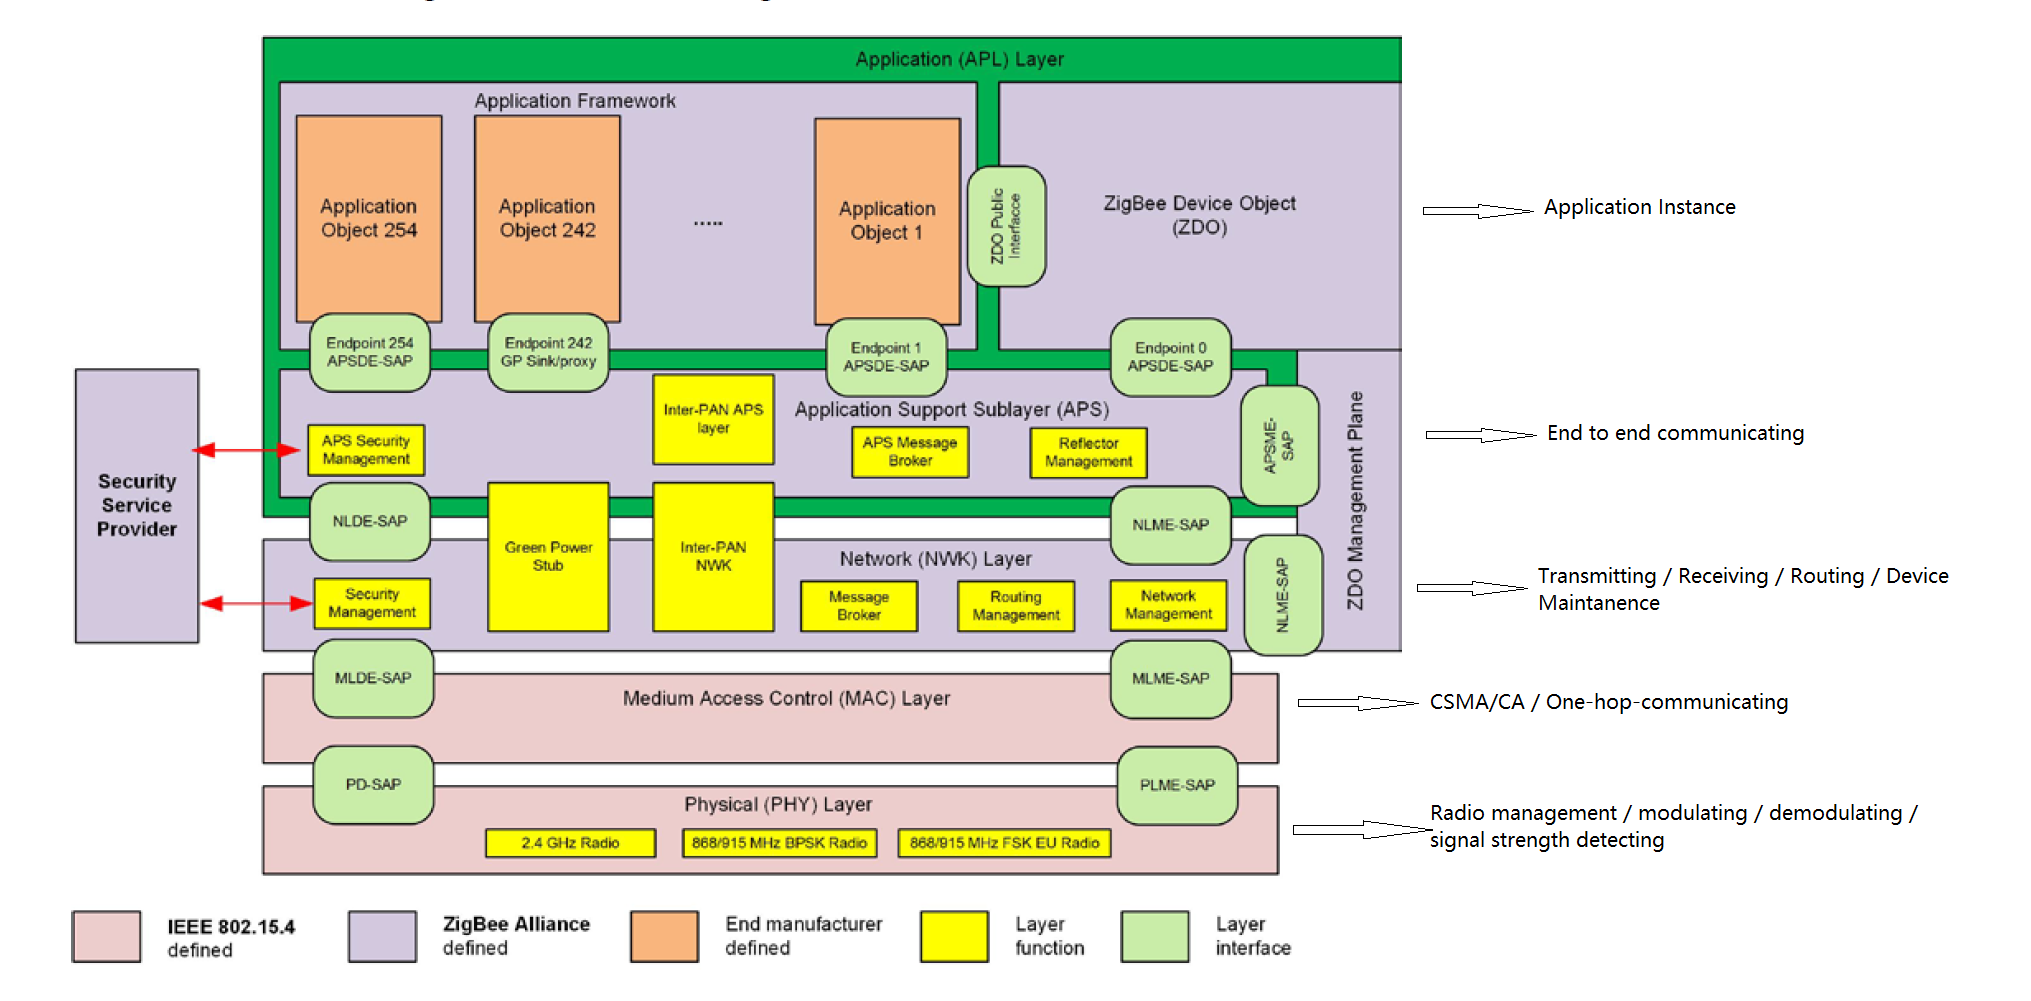 Application (APL) Layer
Application Framework
Application
Object 254
Application
Object 242
.....
Application
Object 1
ZDO Public
Interfacce
ZigBee Device Object
(ZDO)
Application Instance
Endpoint 254
APSDE-SAP
Endpoint 242
GP Sink/proxy
Endpoint 1
APSDE-SAP
Endpoint 0
APSDE-SAP
Inter-PAN APS
layer
Application Support Sublayer (APS)
APS Security
Management
APS Message
Broker
Reflector
Management
APSME-
SAP
ZDO Management Plane
End to end communicating
Security
Service
Provider
NLDE-SAP
NLME-SAP
Green Power
Stub
Inter-PAN
NWK
Network (NWK) Layer
Security
Management
Message
Broker
Routing
Management
Network
Management
NLME-SAP
Transmitting / Receiving / Routing / Device
Maintanence
MLDE-SAP
Medium Access Control (MAC) Layer
MLME-SAP
CSMA/CA / One-hop-communicating
PD-SAP
Physical (PHY) Layer
PLME-SAP
2.4 GHz Radio
868/915 MHz BPSK Radio
868/915 MHz FSK EU Radio
Radio management / modulating / demodulating /
signal strength detecting
IEEE 802.15.4
defined
ZigBee Alliance
defined
End manufacturer
defined
Layer
function
Layer
interface